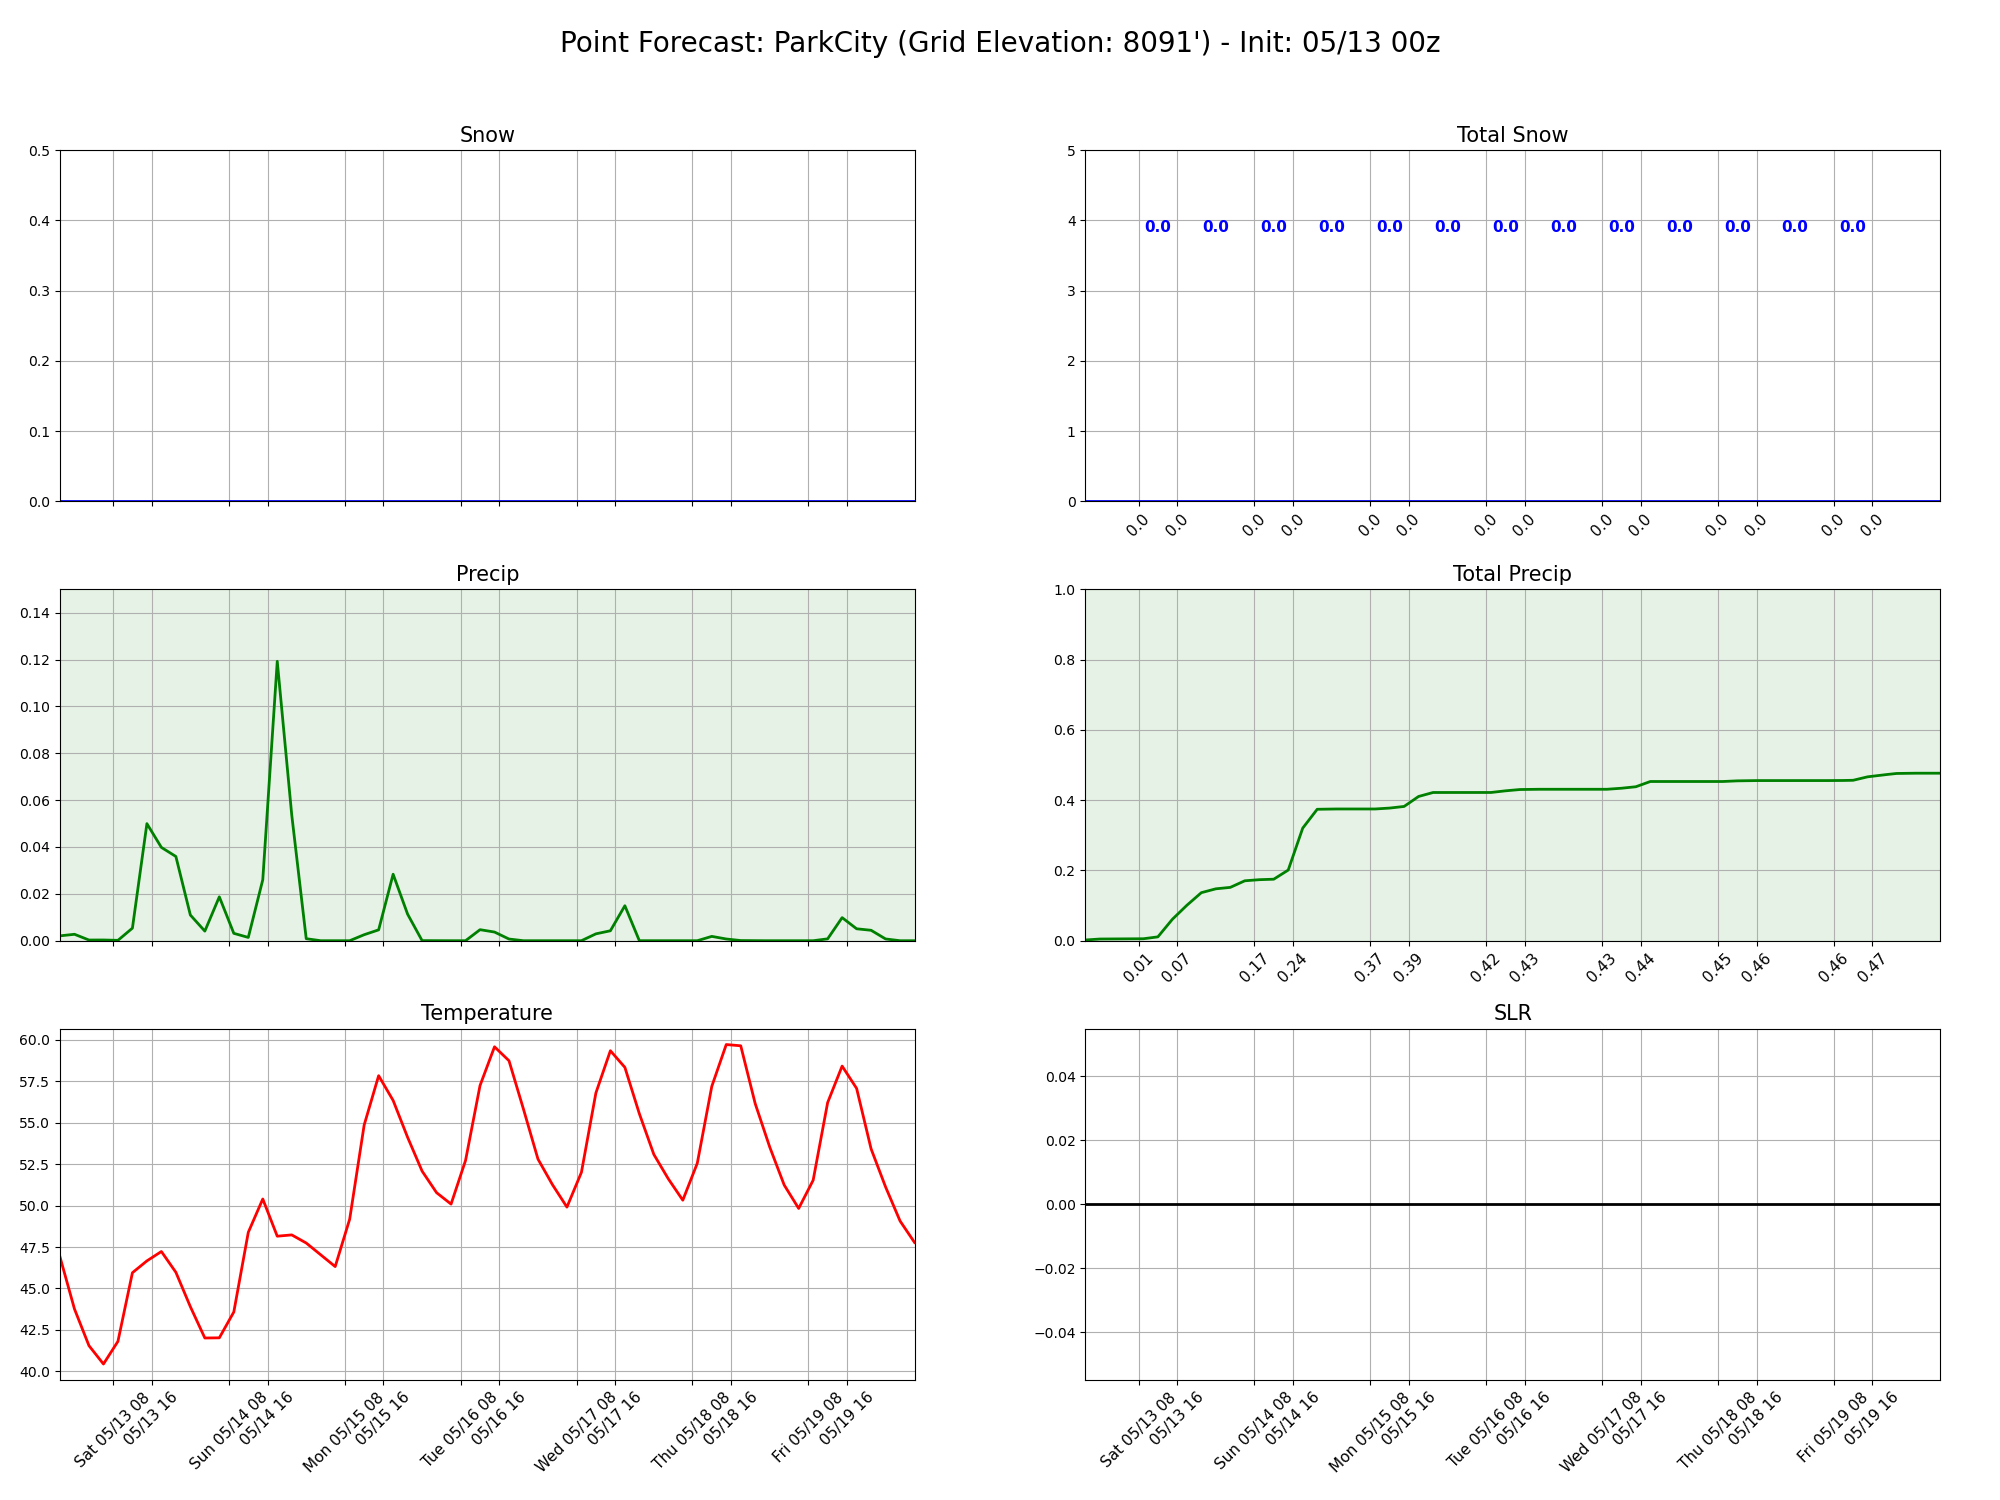 Point Forecast: ParkCity (Grid Elevation: 8091') - Init: 05/13 00z
Snow
0.5
0.4
0.3
0.2
0.1
0.0
Total Snow
5
4
3
2
1
0
0.0 0.0 0.0 0.0 0.0 0.0 0.0 0.0 0.0 0.0 0.0 0.0 0.0
0.0 0.0 0.0 0.0 0.0 0.0 0.0 0.0 0.0 0.0 0.0 0.0 0.0 0.0
Precip
0.14
0.12
0.10
0.08
0.06
0.04
0.02
0.00
Total Precip
1.0
0.8
0.6
0.4
0.2
0.0
0.01 0.07 0.17 0.24 0.37 0.39 0.42 0.43 0.43 0.44 0.45 0.46 0.46 0.47
Temperature
60.0
57.5
55.0
52.5
50.0
47.5
45.0
42.5
40.0
Sat 05/13 08
05/13 16
Sun 05/14 08
05/14 16
Mon 05/15 08
05/15 16
Tue 05/16 08
05/16 16
Wed 05/17 08
05/17 16
Thu 05/18 08
05/18 16
Fri 05/19 08
05/19 16
SLR
0.04
0.02
0.00
−0.02
−0.04
Sat 05/13 08
05/13 16
Sun 05/14 08
05/14 16
Mon 05/15 08
05/15 16
Tue 05/16 08
05/16 16
Wed 05/17 08
05/17 16
Thu 05/18 08
05/18 16
Fri 05/19 08
05/19 16